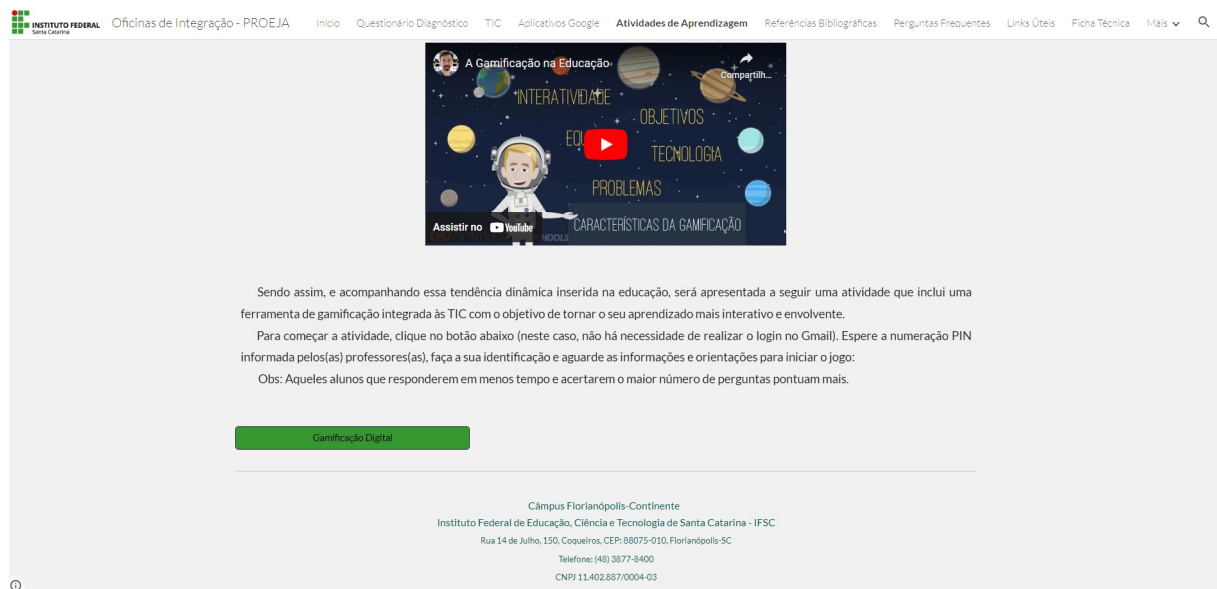 INSTITUTO FEDERAL
Santa Catarina
Oficinas de Integração - PROEJA
Início
Questionário Diagnóstico
TIC
Aplicativos Google
Atividades de Aprendizagem
Referências Bibliográficas
Perguntas Frequentes
Links Úteis
Ficha Técnica
Mais
A Gamificação na Educação
Compartilh...
INTERATIVIDADE
OBJETIVOS
TECNOLOGIA
PROBLEMAS
CARACTERÍSTICAS DA GAMIFICAÇÃO
Assistir no YouTube
Sendo assim, e acompanhando essa tendência dinâmica inserida na educação, será apresentada a seguir uma atividade que inclui uma
ferramenta de gamificação integrada às TIC com o objetivo de tornar o seu aprendizado mais interativo e envolvente.
Para começar a atividade, clique no botão abaixo (neste caso, não há necessidade de realizar o login no Gmail). Espere a numeração PIN
informada pelos(as) professores(as), faça a sua identificação e aguarde as informações e orientações para iniciar o jogo:
Obs: Aqueles alunos que responderem em menos tempo e acertarem o maior número de perguntas pontuam mais.
Gamificação Digital
Câmpus Florianópolis-Continente
Instituto Federal de Educação, Ciência e Tecnologia de Santa Catarina - IFSC
Rua 14 de Julho, 150, Coqueiros, CEP: 88075-010, Florianópolis-SC
Telefone: (48) 3877-8400
CNPJ 11.402.887/0004-03